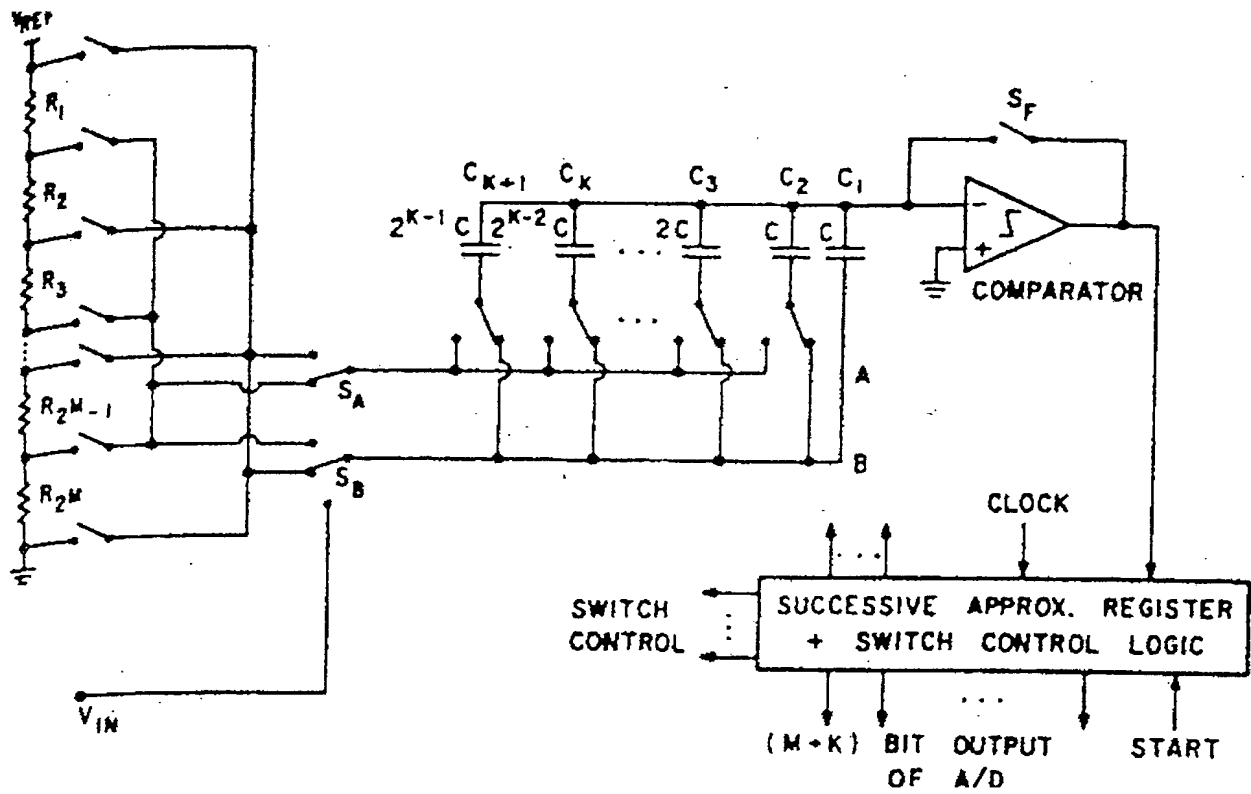 VREF
R1
R2
R3
R2M-1
R2M
SA
SB
VIN
CK+1 CK C3 C2 C1
2K-1 C 2K-2 C 2C C C
... 
...
A
B
SF
- 
+
COMPARATOR
CLOCK
SWITCH
CONTROL
SUCCESSIVE APPROX. REGISTER
+ SWITCH CONTROL LOGIC
(M+K) BIT OUTPUT
OF A/D
START